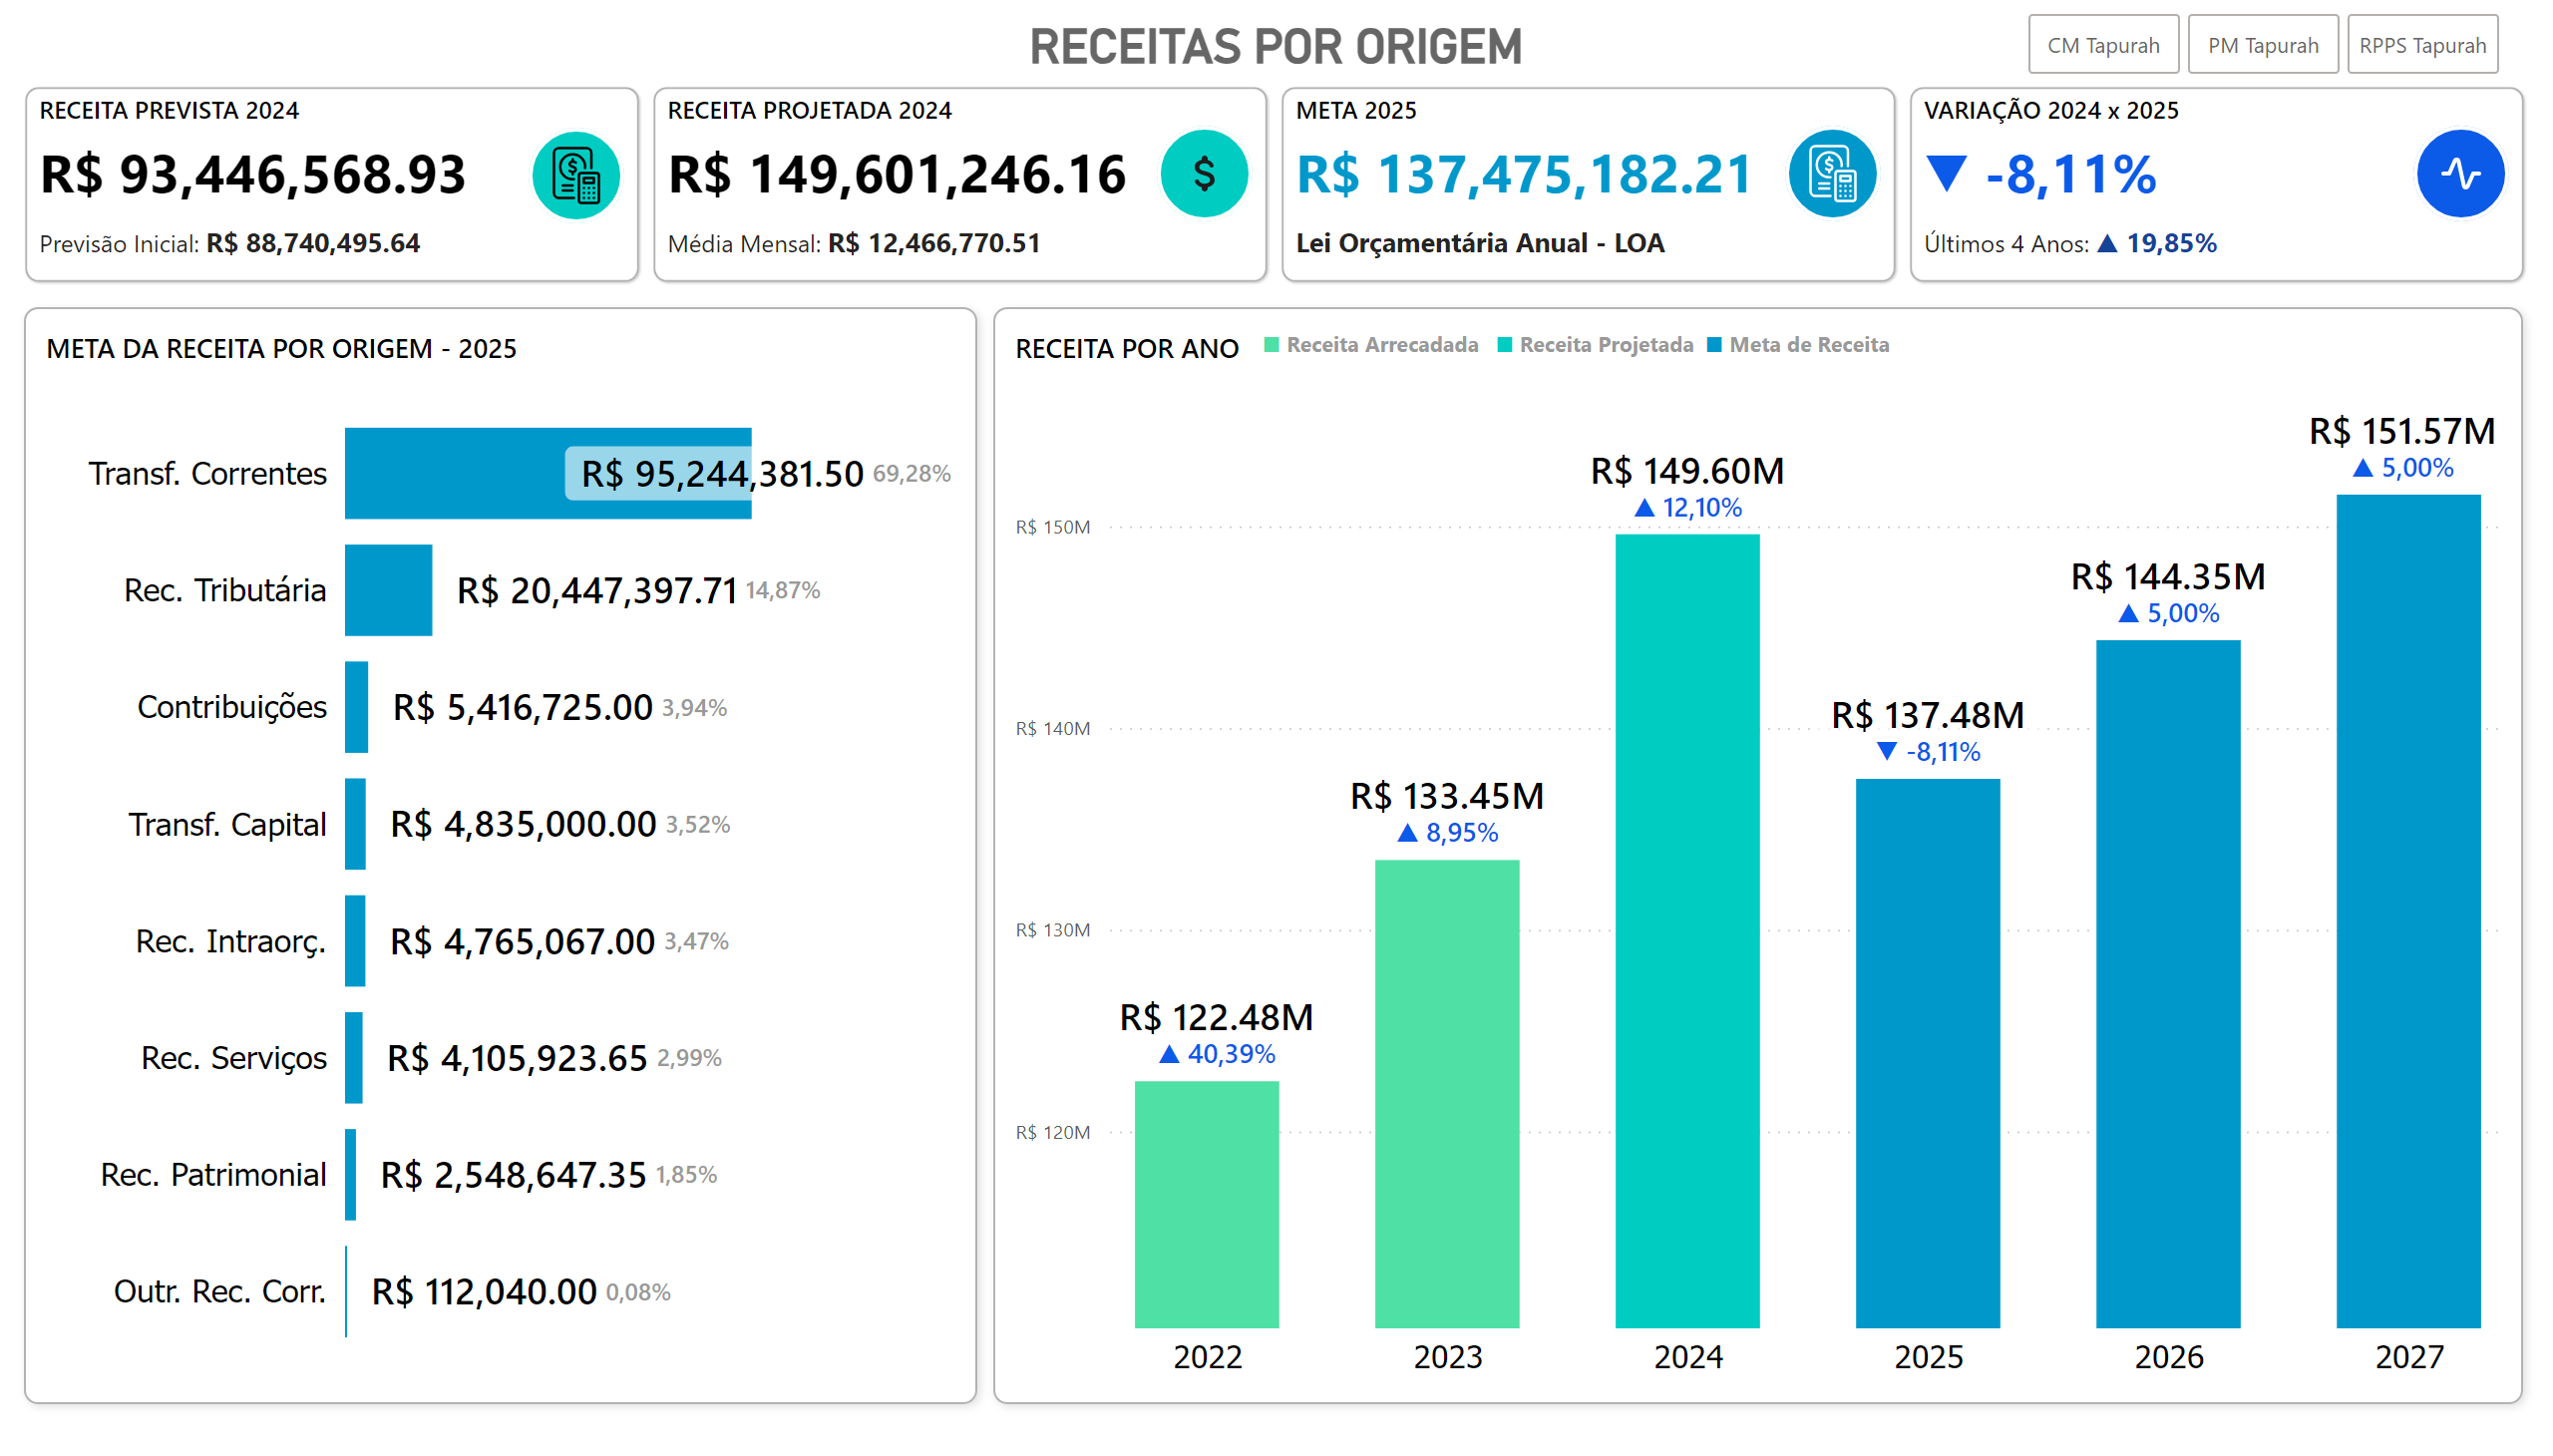 RECEITAS POR ORIGEM
CM Tapurah
PM Tapurah
RPPS Tapurah
RECEITA PREVISTA 2024
R$ 93,446,568.93
Previsão Inicial: R$ 88,740,495.64
RECEITA PROJETADA 2024
R$ 149,601,246.16
$
Média Mensal: R$ 12,466,770.51
META 2025
R$ 137,475,182.21
Lei Orçamentária Anual - LOA
VARIAÇÃO 2024 x 2025
▼ -8,11%
Últimos 4 Anos: ▲ 19,85%
META DA RECEITA POR ORIGEM - 2025
Transf. Correntes R$ 95,244,381.50 69,28%
Rec. Tributária R$ 20,447,397.71 14,87%
Contribuições R$ 5,416,725.00 3,94%
Transf. Capital R$ 4,835,000.00 3,52%
Rec. Intraorç. R$ 4,765,067.00 3,47%
Rec. Serviços R$ 4,105,923.65 2,99%
Rec. Patrimonial R$ 2,548,647.35 1,85%
Outr. Rec. Corr. R$ 112,040.00 0,08%
RECEITA POR ANO
Receita Arrecadada
Receita Projetada
Meta de Receita
R$ 150M
R$ 140M
R$ 130M
R$ 120M
R$ 122.48M
▲ 40,39%
R$ 133.45M
▲ 8,95%
R$ 149.60M
▲ 12,10%
R$ 137.48M
▼ -8,11%
R$ 144.35M
▲ 5,00%
R$ 151.57M
▲ 5,00%
2022
2023
2024
2025
2026
2027